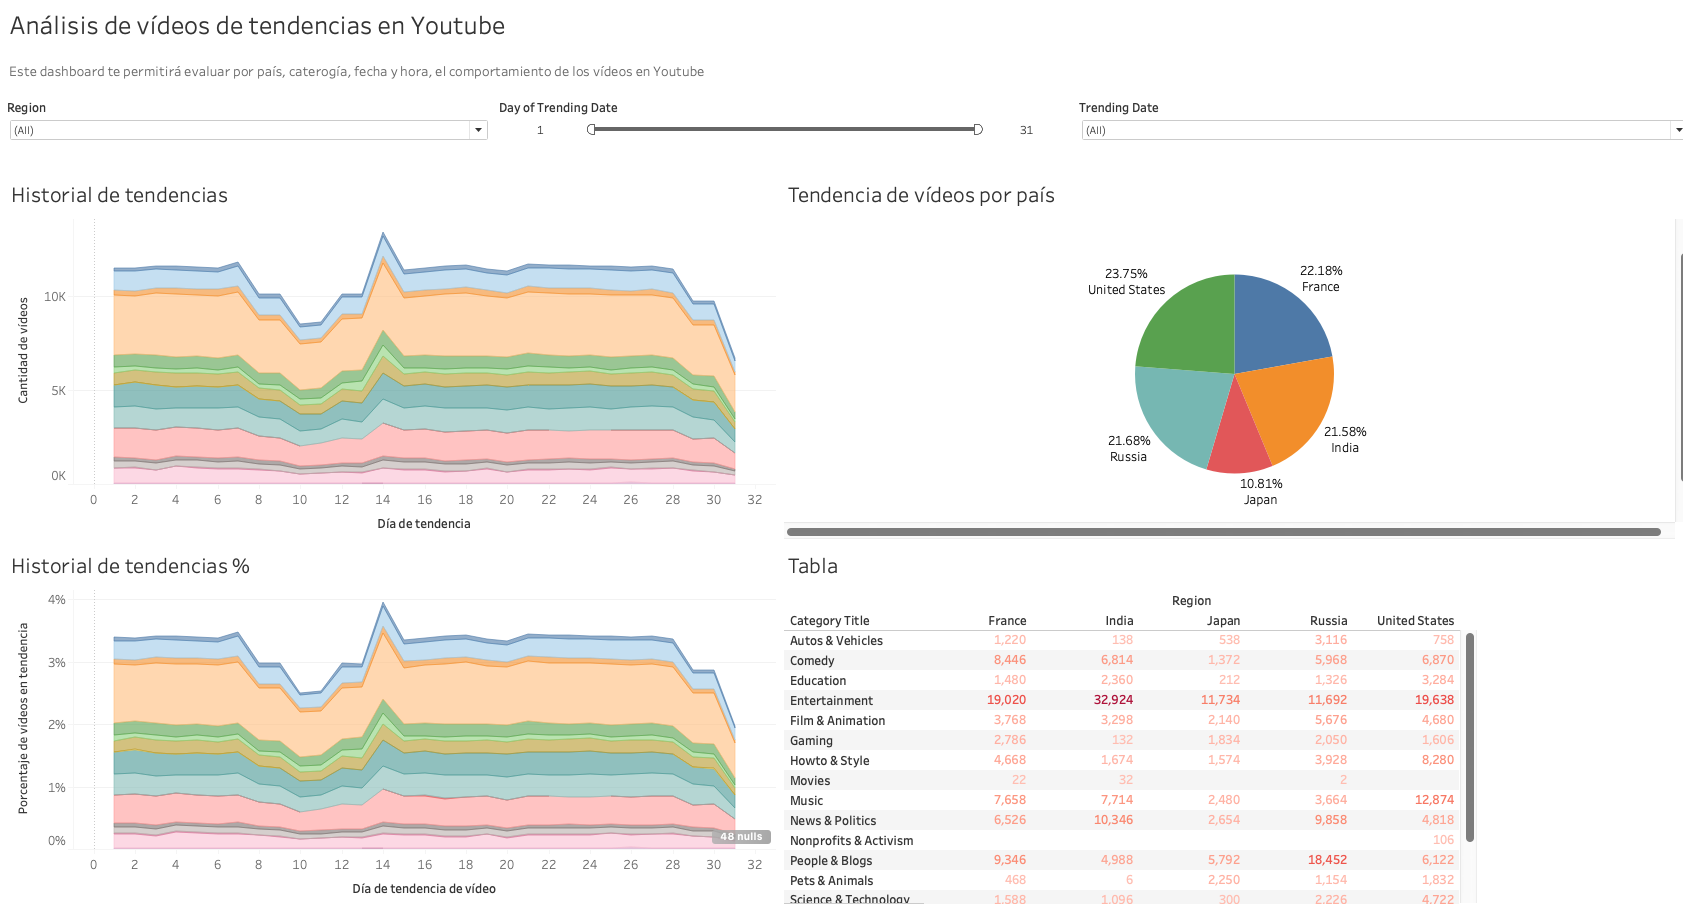 Análisis de vídeos de tendencias en Youtube
Este dashboard te permitirá evaluar por país, caterogía, fecha y hora, el comportamiento de los vídeos en Youtube
Region
Day of Trending Date
Trending Date
(All)
1
31
(All)
Historial de tendencias
Cantidad de vídeos
10K
5K
0K
0 2 4 6 8 10 12 14 16 18 20 22 24 26 28 30 32
Día de tendencia
Tendencia de vídeos por país
23.75%
United States
22.18%
France
21.58%
India
10.81%
Japan
21.68%
Russia
Historial de tendencias %
Porcentaje de vídeos en tendencia
4%
3%
2%
1%
0%
48 nulls
0 2 4 6 8 10 12 14 16 18 20 22 24 26 28 30 32
Día de tendencia de vídeo
Tabla
Region
Category Title France India Japan Russia United States
Autos & Vehicles 1,220 138 538 3,116 758
Comedy 8,446 6,814 1,372 5,968 6,870
Education 1,480 2,360 212 1,326 3,284
Entertainment 19,020 32,924 11,734 11,692 19,638
Film & Animation 3,768 3,298 2,140 5,676 4,680
Gaming 2,786 132 1,834 2,050 1,606
Howto & Style 4,668 1,674 1,574 3,928 8,280
Movies 22 32 2
Music 7,658 7,714 2,480 3,664 12,874
News & Politics 6,526 10,346 2,654 9,858 4,818
Nonprofits & Activism 106
People & Blogs 9,346 4,988 5,792 18,452 6,122
Pets & Animals 468 6 2,250 1,154 1,832
Science & Technology 1,588 1,096 300 2,226 4,722